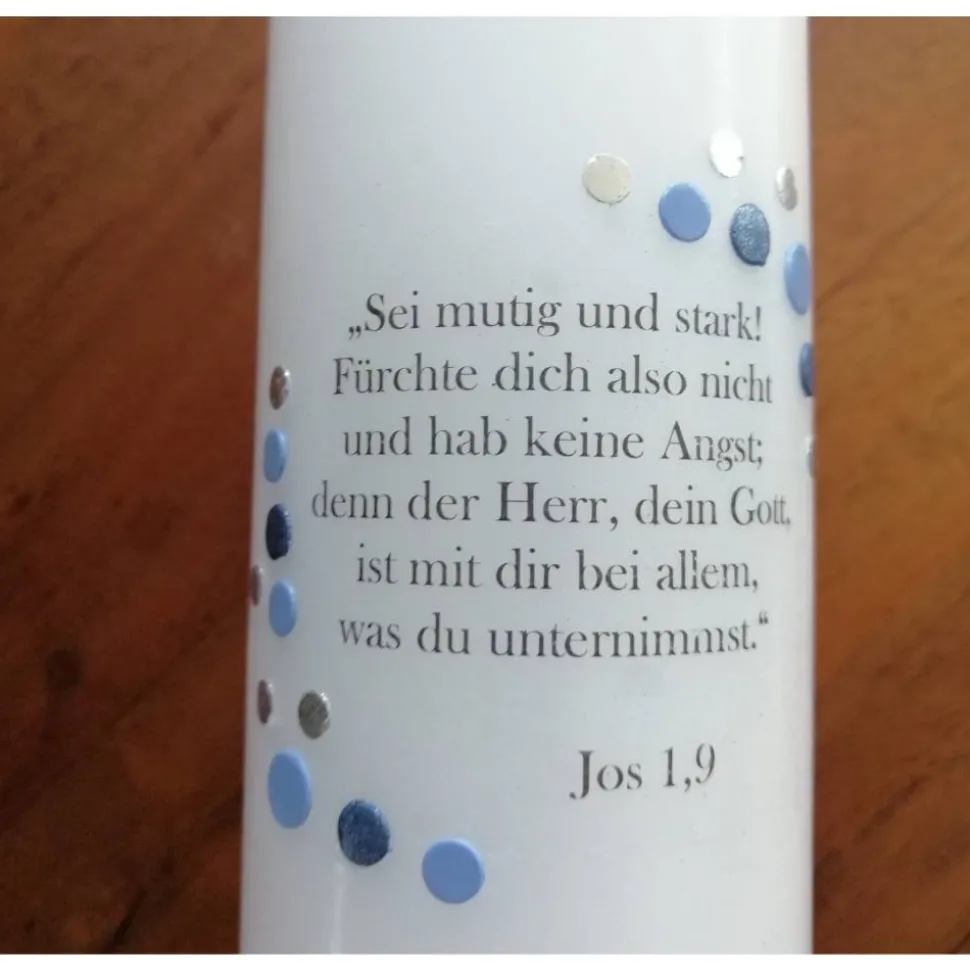 „Sei mutig und stark!
Fürchte dich also nicht
und hab keine Angst;
denn der Herr, dein Gott,
ist mit dir bei allem,
was du unternimmst.“
Jos 1,9